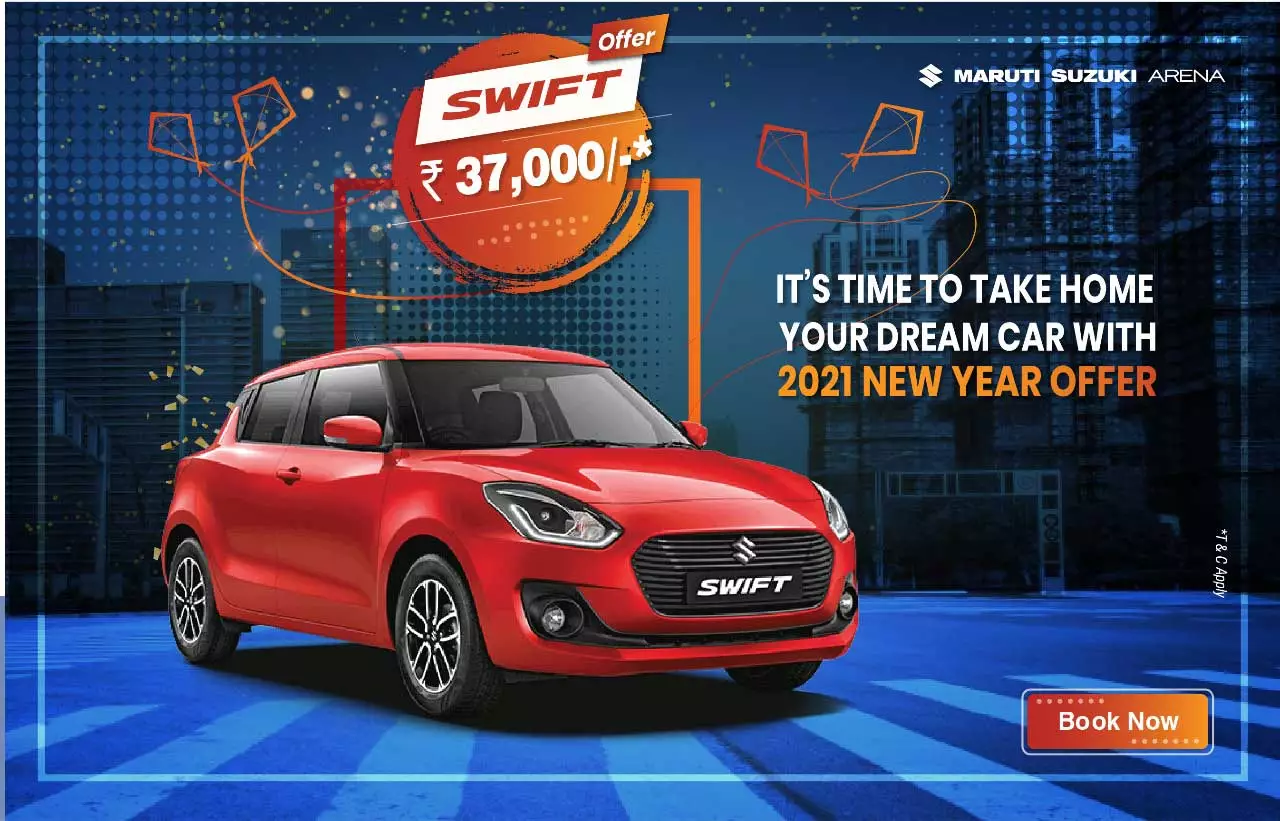 Offer
SWIFT
₹ 37,000/-*
MARUTI SUZUKI ARENA
IT'S TIME TO TAKE HOME
YOUR DREAM CAR WITH
2021 NEW YEAR OFFER
SWIFT
*T & C Apply
Book Now